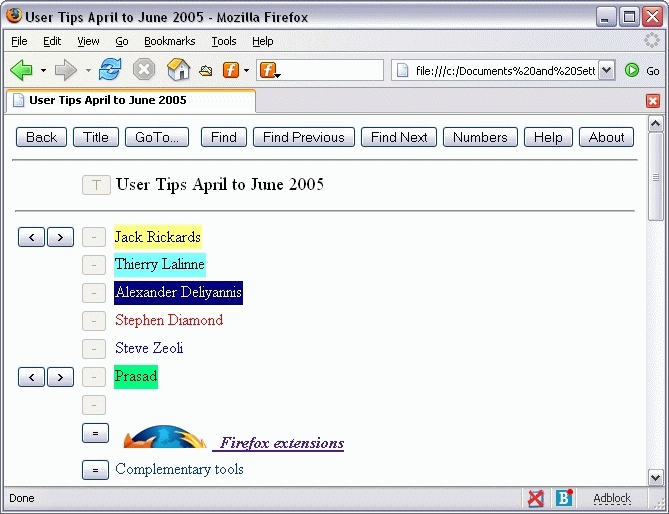 User Tips April to June 2005 - Mozilla Firefox
File Edit View Go Bookmarks Tools Help
file:///c:/Documents%20and%20Sett Go
User Tips April to June 2005
Back Title GoTo... Find Find Previous Find Next Numbers Help About
T User Tips April to June 2005
< > - Jack Rickards
- Thierry Lalinne
- Alexander Deliyannis
- Stephen Diamond
- Steve Zeoli
< > - Prasad
-
= Firefox extensions
= Complementary tools
Done Adblock